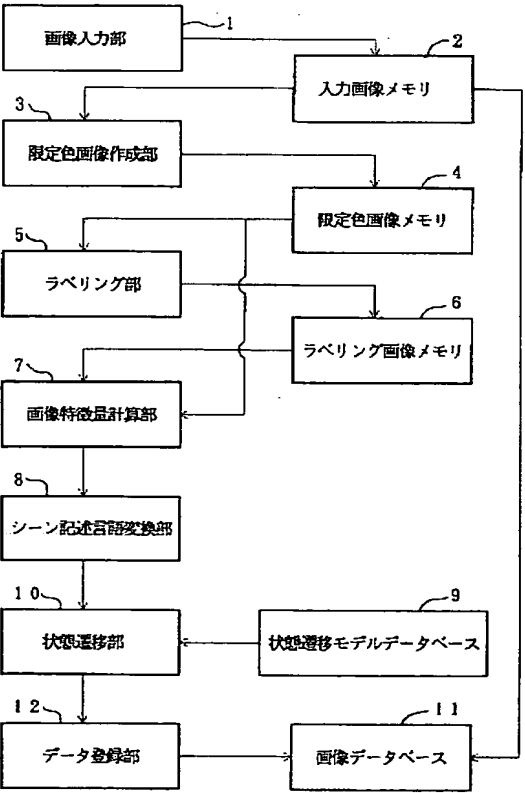 1
画像入力部
2
入力画像メモリ
3
限定色画像作成部
4
限定色画像メモリ
5
ラベリング部
6
ラベリング画像メモリ
7
画像特徴量計算部
8
シーン記述言語変換部
9
状態遷移モデルデータベース
10
状態遷移部
11
画像データベース
12
データ登録部